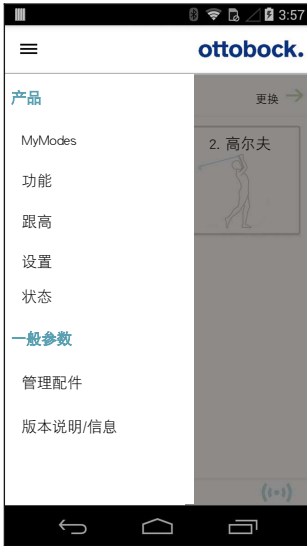 3:57
ottobock.
产品
更换
MyModes
2. 高尔夫
功能
跟高
设置
状态
一般参数
管理配件
版本说明/信息